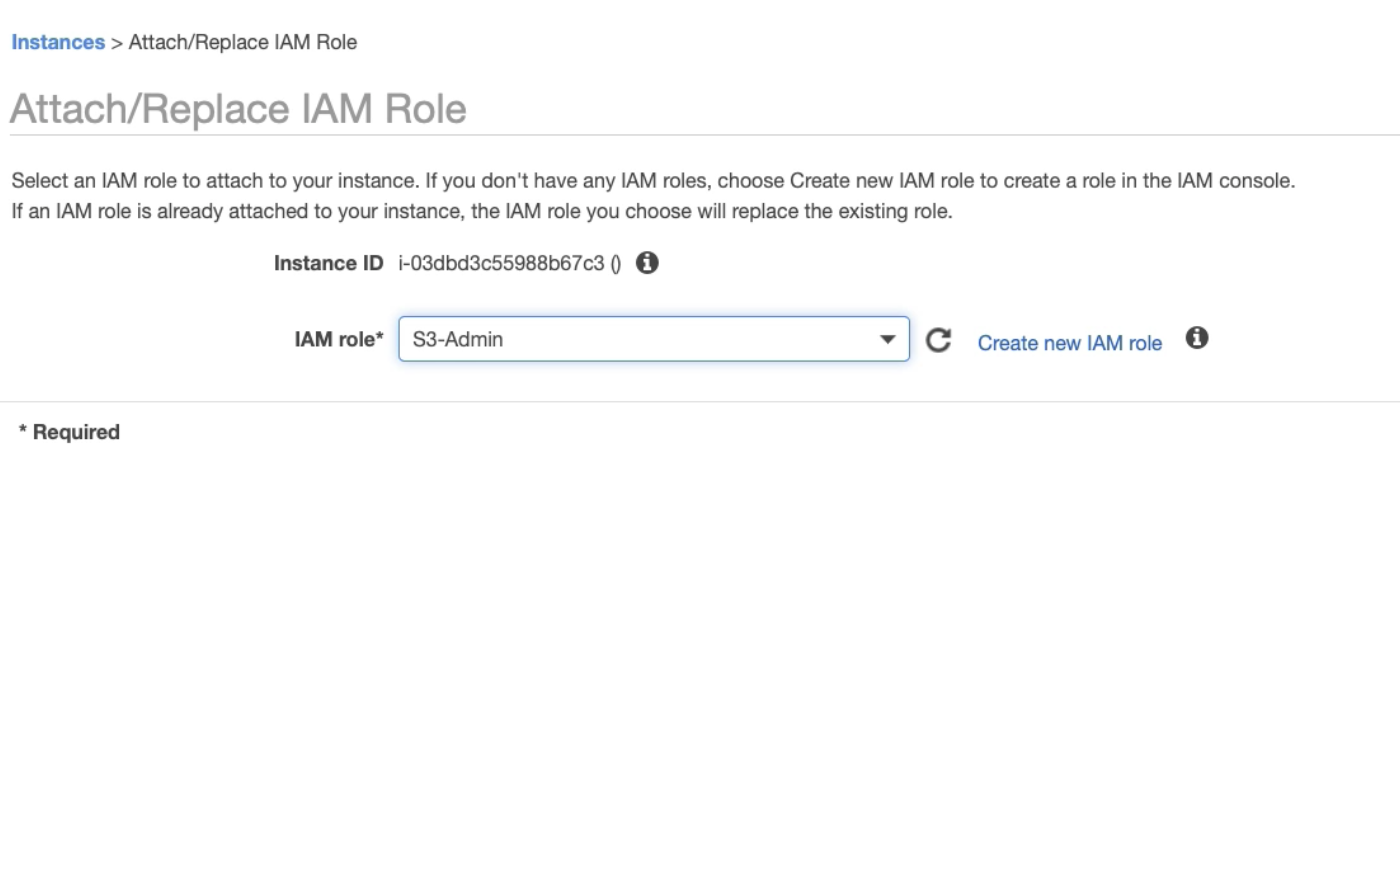 Instances > Attach/Replace IAM Role
Attach/Replace IAM Role
Select an IAM role to attach to your instance. If you don't have any IAM roles, choose Create new IAM role to create a role in the IAM console.
If an IAM role is already attached to your instance, the IAM role you choose will replace the existing role.
Instance ID i-03dbd3c55988b67c3 ()
IAM role* S3-Admin Create new IAM role
* Required